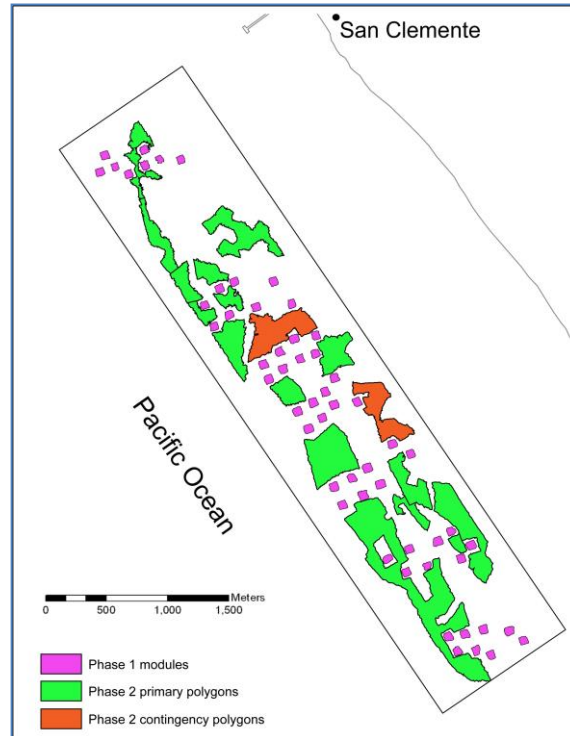 San Clemente
Pacific Ocean
Meters
0 500 1,000 1,500
Phase 1 modules
Phase 2 primary polygons
Phase 2 contingency polygons